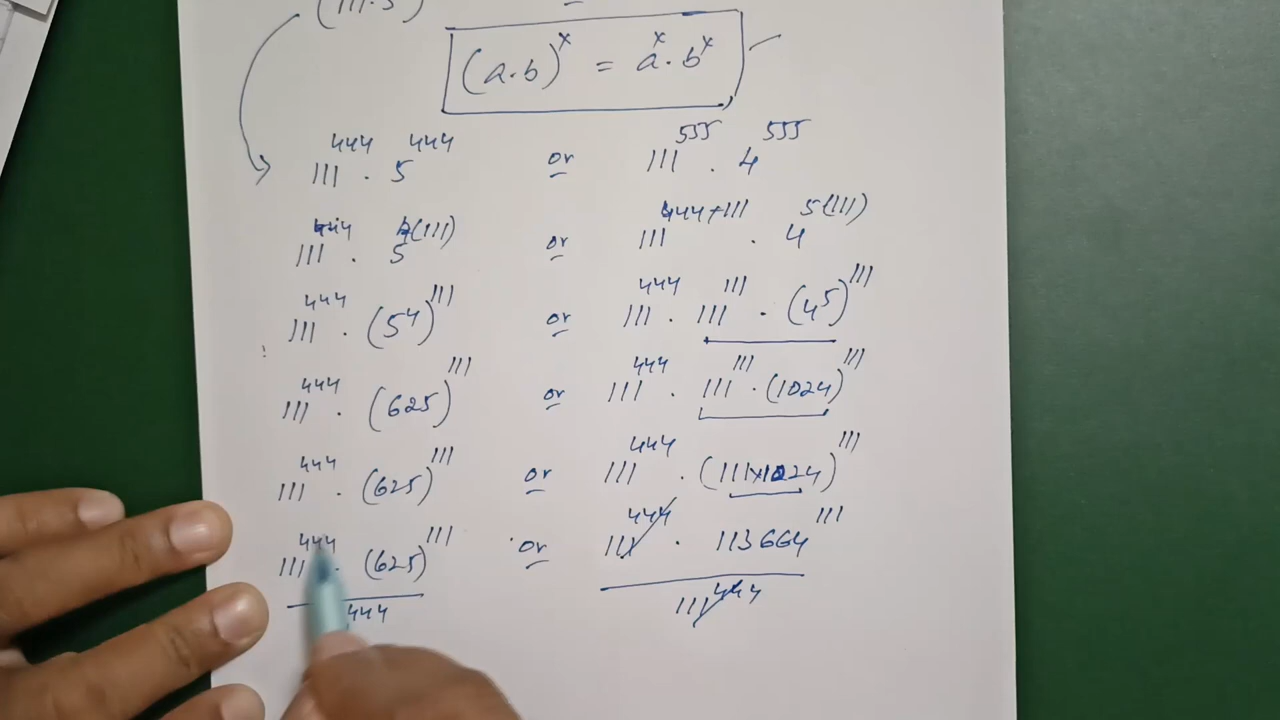 (111.5)
(a.b)^x = a^x . b^x
111^444 . 5^444 or 111^555 . 4^555
111^444 . 5^4(111) or 111^444+111 . 4^5(111)
111^444 . (5^4)^111 or 111^444 . 111^111 . (4^5)^111
111^444 . (625)^111 or 111^444 . 111^111 . (1024)^111
111^444 . (625)^111 or 111^444 . (111x1024)^111
111^444 . (625)^111 or 111^444 . 113664^111
444 111^444